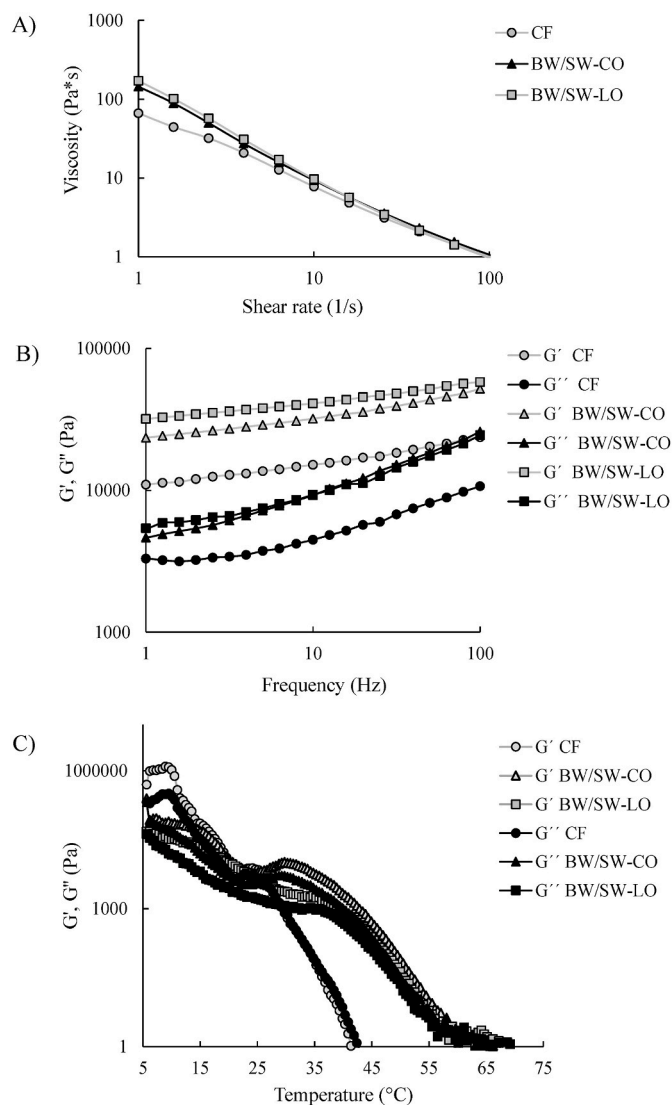 A)
1000
100
10
1
Viscosity (Pa*s)
1 10 100
Shear rate (1/s)
CF
BW/SW-CO
BW/SW-LO
B)
100000
10000
1000
G', G" (Pa)
1 10 100
Frequency (Hz)
G´ CF
G´´ CF
G´ BW/SW-CO
G´´ BW/SW-CO
G´ BW/SW-LO
G´´ BW/SW-LO
C)
1000000
1000
1
G', G" (Pa)
5 15 25 35 45 55 65 75
Temperature (°C)
G´ CF
G´ BW/SW-CO
G´ BW/SW-LO
G´´ CF
G´´ BW/SW-CO
G´´ BW/SW-LO